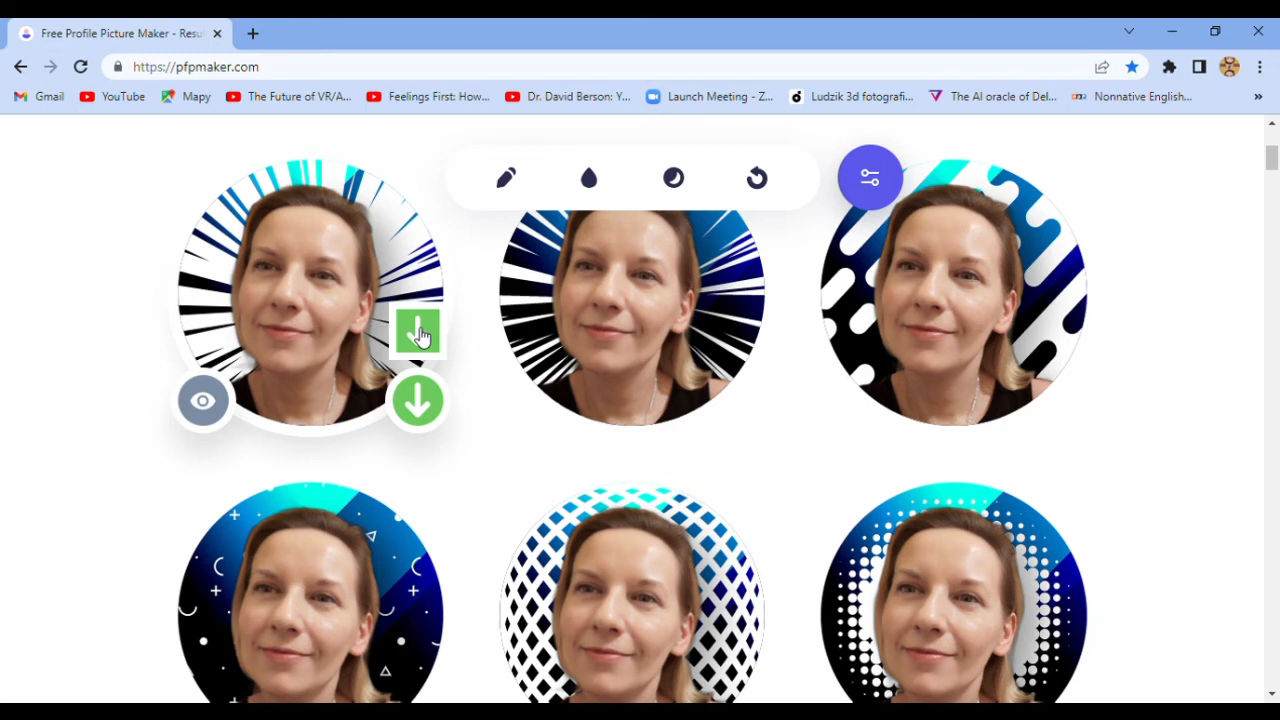 Free Profile Picture Maker - Resu
https://pfpmaker.com
Gmail
YouTube
Mapy
The Future of VR/A...
Feelings First: How...
Dr. David Berson: Y...
Launch Meeting - Z...
Ludzik 3d fotografi...
The AI oracle of Del...
Nonnative English...